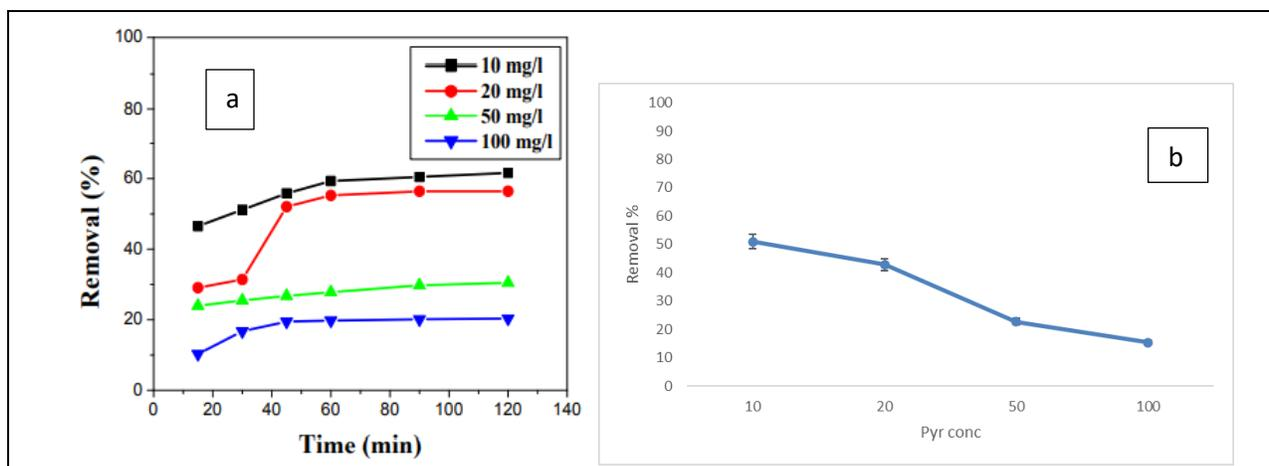 a
10 mg/l
20 mg/l
50 mg/l
100 mg/l
100
80
60
40
20
0
Removal (%)
0 20 40 60 80 100 120 140
Time (min)
b
100
90
80
70
60
50
40
30
20
10
0
Removal %
10 20 50 100
Pyr conc